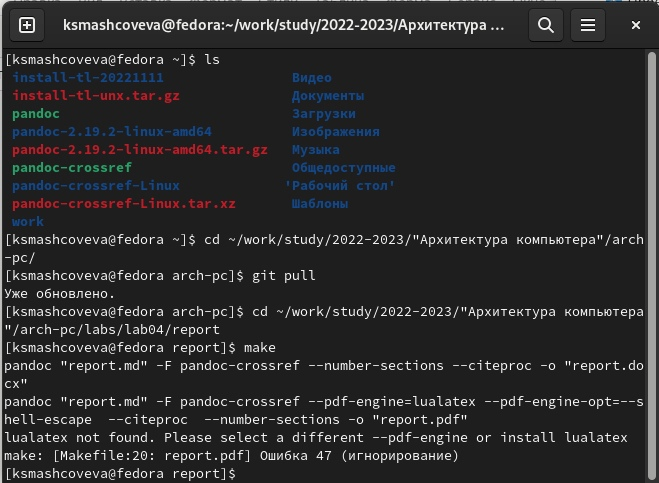 ksmashcoveva@fedora:~/work/study/2022-2023/Архитектура ...
[ksmashcoveva@fedora ~]$ ls
install-tl-20221111 Видео
install-tl-unx.tar.gz Документы
pandoc Загрузки
pandoc-2.19.2-linux-amd64 Изображения
pandoc-2.19.2-linux-amd64.tar.gz Музыка
pandoc-crossref Общедоступные
pandoc-crossref-Linux 'Рабочий стол'
pandoc-crossref-Linux.tar.xz Шаблоны
work
[ksmashcoveva@fedora ~]$ cd ~/work/study/2022-2023/"Архитектура компьютера"/arch
-pc/
[ksmashcoveva@fedora arch-pc]$ git pull
Уже обновлено.
[ksmashcoveva@fedora arch-pc]$ cd ~/work/study/2022-2023/"Архитектура компьютера
"/arch-pc/labs/lab04/report
[ksmashcoveva@fedora report]$ make
pandoc "report.md" -F pandoc-crossref --number-sections --citeproc -o "report.do
cx"
pandoc "report.md" -F pandoc-crossref --pdf-engine=lualatex --pdf-engine-opt=--s
hell-escape  --citeproc  --number-sections -o "report.pdf"
lualatex not found. Please select a different --pdf-engine or install lualatex
make: [Makefile:20: report.pdf] Ошибка 47 (игнорирование)
[ksmashcoveva@fedora report]$